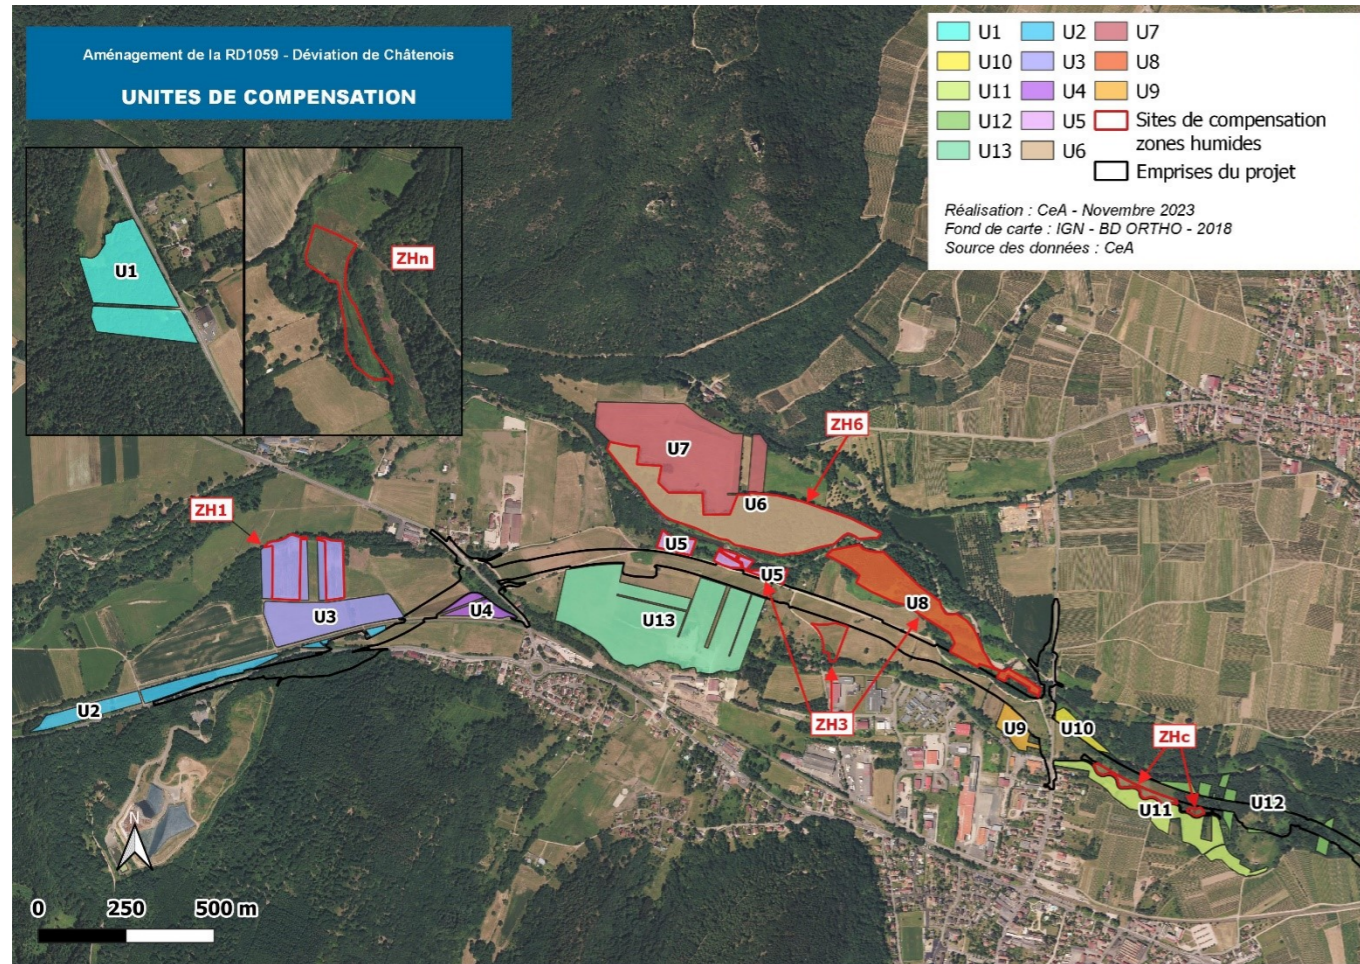 Aménagement de la RD1059 - Déviation de Châtenois
UNITES DE COMPENSATION
U1
U2
U7
U10
U3
U8
U11
U4
U9
U12
U5
Sites de compensation
zones humides
U13
U6
Emprises du projet
Réalisation : CeA - Novembre 2023
Fond de carte : IGN - BD ORTHO - 2018
Source des données : CeA
U1
ZHn
ZH6
U7
U6
ZH1
U5
U5
U3
U4
U13
U8
U2
ZH3
U9
U10
ZHc
U12
U11
N
0 250 500 m